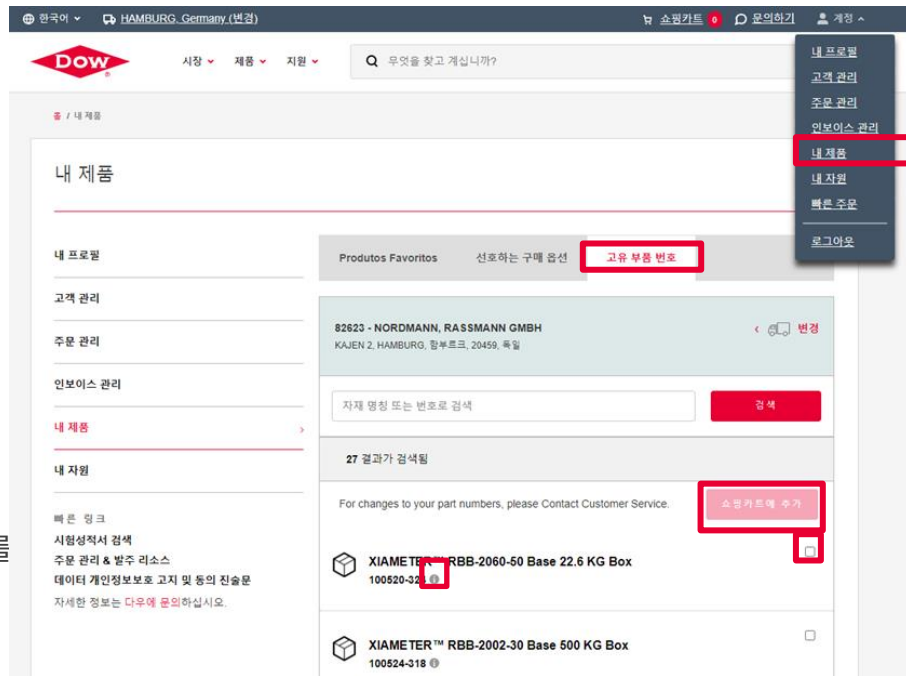 한국어 HAMBURG, Germany (변경) 쇼핑카트 0 문의하기 계정
DOW 시장 제품 지원 무엇을 찾고 계십니까?
내 프로필
고객 관리
주문 관리
인보이스 관리
내 제품
내 자원
빠른 주문
로그아웃
홈 / 내 제품
내 제품
내 프로필
고객 관리
주문 관리
인보이스 관리
내 제품
내 자원
빠른 링크
시험성적서 검색
주문 관리 & 발주 리소스
데이터 개인정보보호 고지 및 동의 진술문
자세한 정보는 다우에 문의하십시오.
를
Produtos Favoritos 선호하는 구매 옵션 고유 부품 번호
82623 - NORDMANN, RASSMANN GMBH
KAJEN 2, HAMBURG, 함부르크, 20459, 독일
변경
자재 명칭 또는 번호로 검색 검색
27 결과가 검색됨
For changes to your part numbers, please Contact Customer Service. 쇼핑카트에 추가
XIAMETER™ RBB-2060-50 Base 22.6 KG Box
XIAMETER™ RBB-2002-30 Base 500 KG Box
100524-318